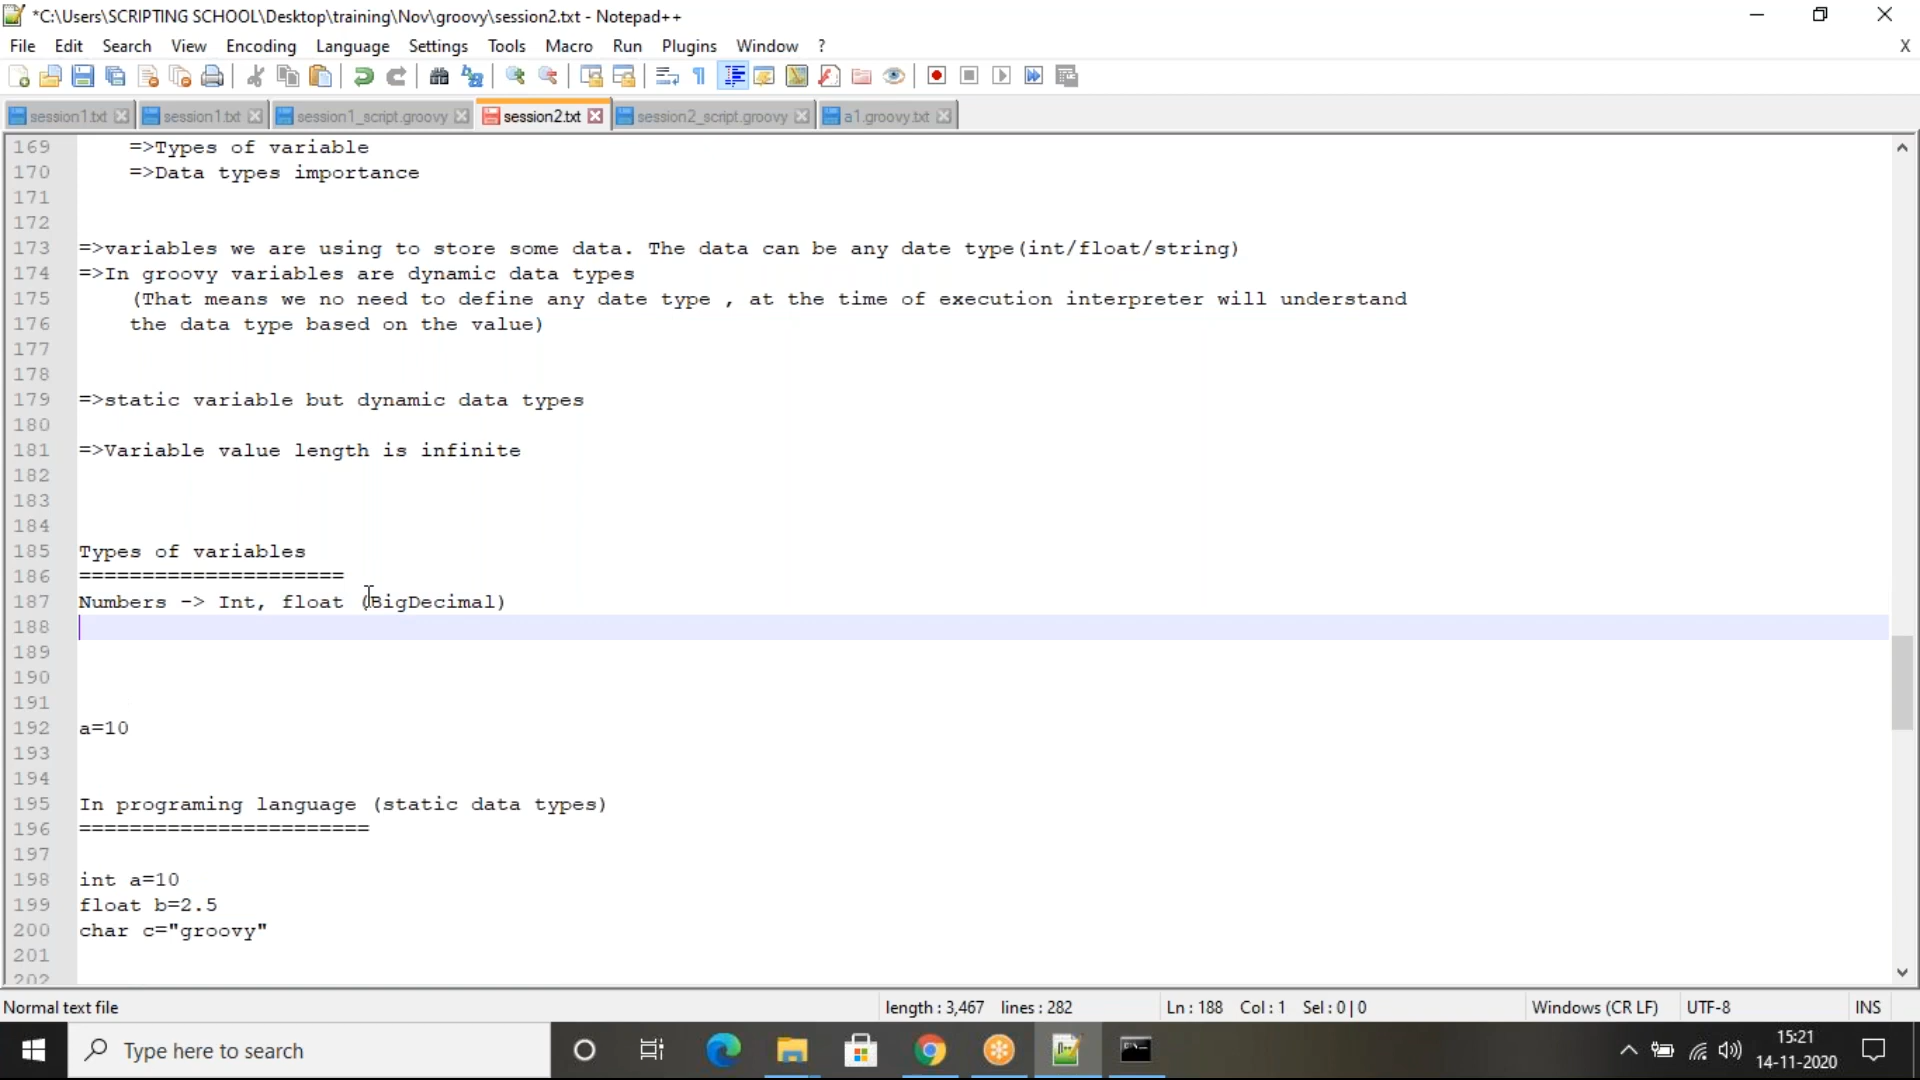 *C:\Users\SCRIPTING SCHOOL\Desktop\training\Nov\groovy\session2.txt - Notepad++
File Edit Search View Encoding Language Settings Tools Macro Run Plugins Window ? X
session1.txt session1.txt session1_script.groovy session2.txt session2_script.groovy a1.groovy.txt
169 =>Types of variable
170 =>Data types importance
171
172
173 =>variables we are using to store some data. The data can be any date type(int/float/string)
174 =>In groovy variables are dynamic data types
175 (That means we no need to define any date type , at the time of execution interpreter will understand
176 the data type based on the value)
177
178
179 =>static variable but dynamic data types
180
181 =>Variable value length is infinite
182
183
184
185 Types of variables
186 =====================
187 Numbers -> Int, float (BigDecimal)
188
189
190
191
192 a=10
193
194
195 In programing language (static data types)
196 =======================
197
198 int a=10
199 float b=2.5
200 char c="groovy"
201
202
Normal text file length : 3,467 lines : 282 Ln : 188 Col : 1 Sel : 0 | 0 Windows (CR LF) UTF-8 INS
Type here to search
15:21
14-11-2020